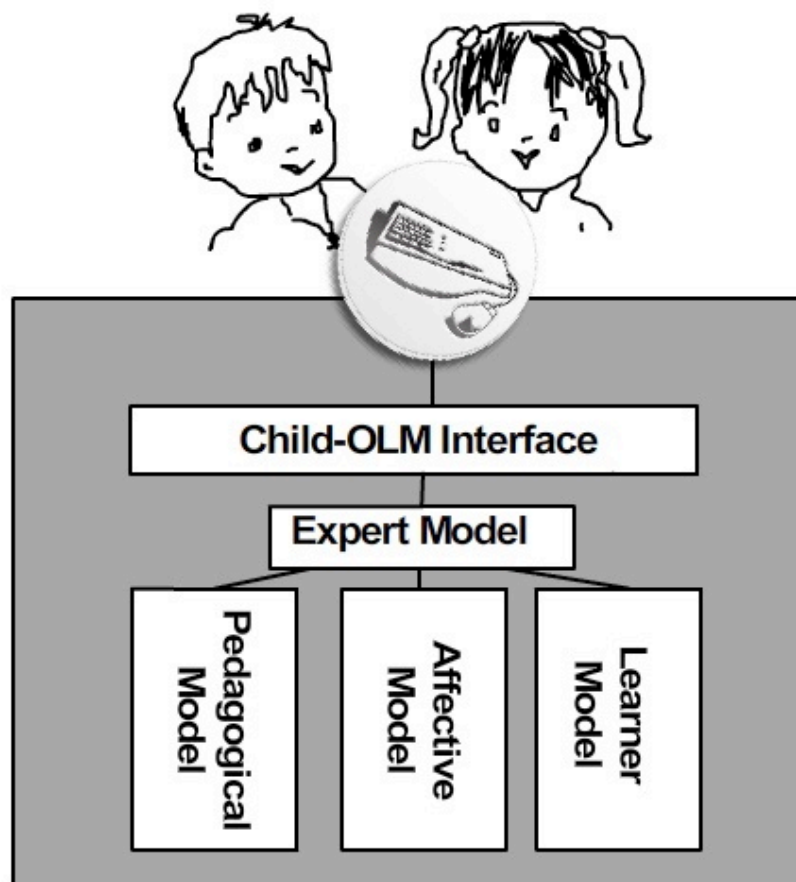 Child-OLM Interface
Expert Model
Pedagogical
Model
Affective
Model
Learner
Model